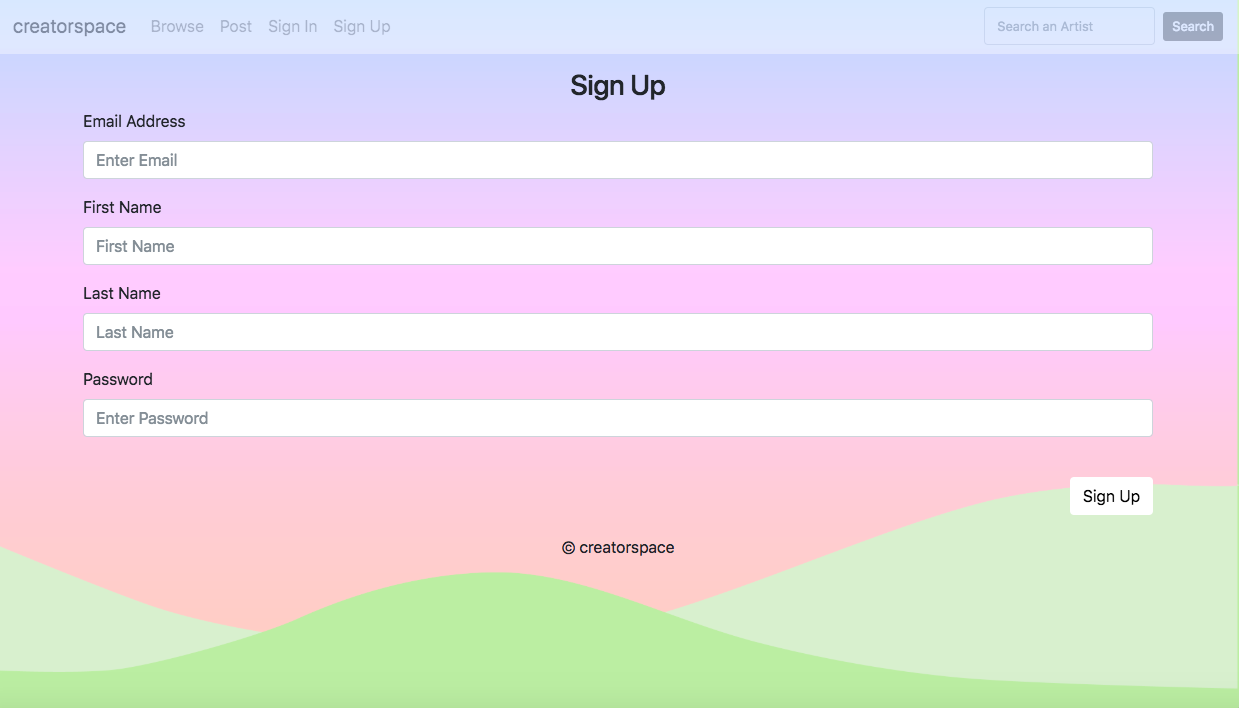 creatorspace Browse Post Sign In Sign Up Search an Artist Search
Sign Up
Email Address
Enter Email
First Name
First Name
Last Name
Last Name
Password
Enter Password
Sign Up
© creatorspace